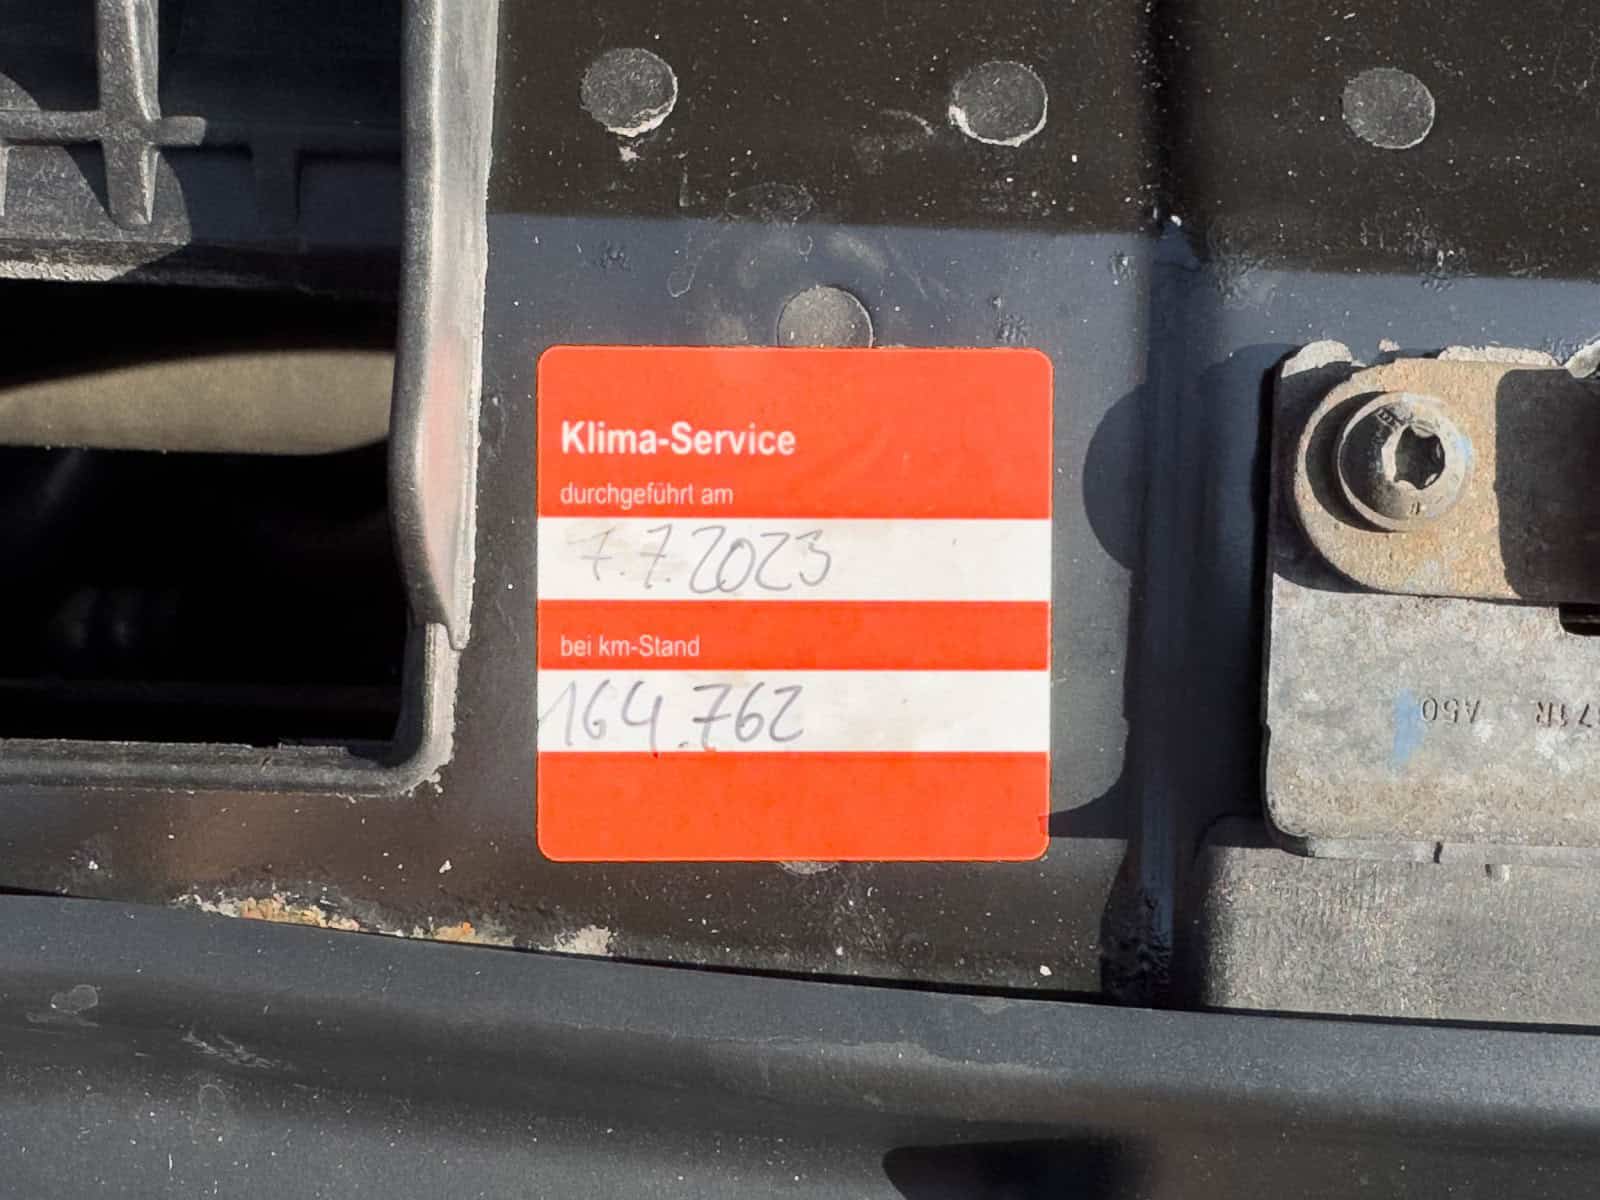 Klima-Service
durchgeführt am
7.7.2023
bei km-Stand
164.762
A50